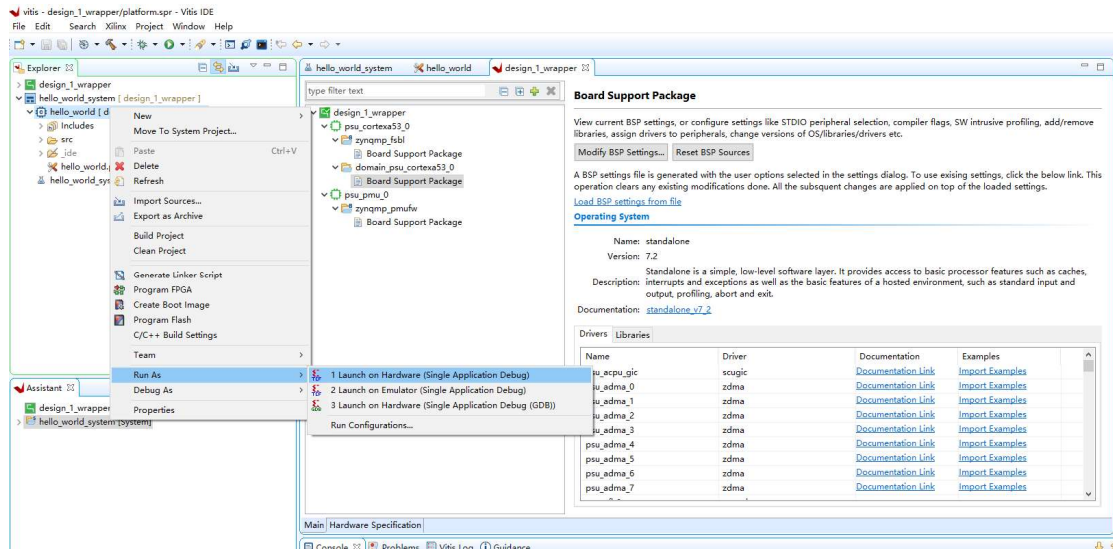 vitis - design_1_wrapper/platform.spr - Vitis IDE
File Edit Search Xilinx Project Window Help
Explorer
design_1_wrapper
hello_world_system [ design_1_wrapper ]
hello_world [ d
Includes
src
_ide
hello_world.
hello_world_sys
New
Move To System Project...
Paste Ctrl+V
Delete
Refresh
Import Sources...
Export as Archive
Build Project
Clean Project
Generate Linker Script
Program FPGA
Create Boot Image
Program Flash
C/C++ Build Settings
Team
Run As
Debug As
Properties
1 Launch on Hardware (Single Application Debug)
2 Launch on Emulator (Single Application Debug)
3 Launch on Hardware (Single Application Debug (GDB))
Run Configurations...
Assistant
design_1_wrapper
hello_world_system [System]
hello_world_system hello_world design_1_wrapper
type filter text
design_1_wrapper
psu_cortexa53_0
zynqmp_fsbl
Board Support Package
domain_psu_cortexa53_0
Board Support Package
psu_pmu_0
zynqmp_pmufw
Board Support Package
Board Support Package
View current BSP settings, or configure settings like STDIO peripheral selection, compiler flags, SW intrusive profiling, add/remove
libraries, assign drivers to peripherals, change versions of OS/libraries/drivers etc.
Modify BSP Settings... Reset BSP Sources
A BSP settings file is generated with the user options selected in the settings dialog. To use existing settings, click the below link. This
operation clears any existing modifications done. All the subsquent changes are applied on top of the loaded settings.
Load BSP settings from file
Operating System
Name: standalone
Version: 7.2
Standalone is a simple, low-level software layer. It provides access to basic processor features such as caches,
Description: interrupts and exceptions as well as the basic features of a hosted environment, such as standard input and
output, profiling, abort and exit.
Documentation: standalone_v7_2
Drivers Libraries
Name Driver Documentation Examples
su_acpu_gic scugic Documentation Link Import Examples
su_adma_0 zdma Documentation Link Import Examples
su_adma_1 zdma Documentation Link Import Examples
su_adma_2 zdma Documentation Link Import Examples
su_adma_3 zdma Documentation Link Import Examples
psu_adma_4 zdma Documentation Link Import Examples
psu_adma_5 zdma Documentation Link Import Examples
psu_adma_6 zdma Documentation Link Import Examples
psu_adma_7 zdma Documentation Link Import Examples
Main Hardware Specification
Console Problems Vitis Log Guidance